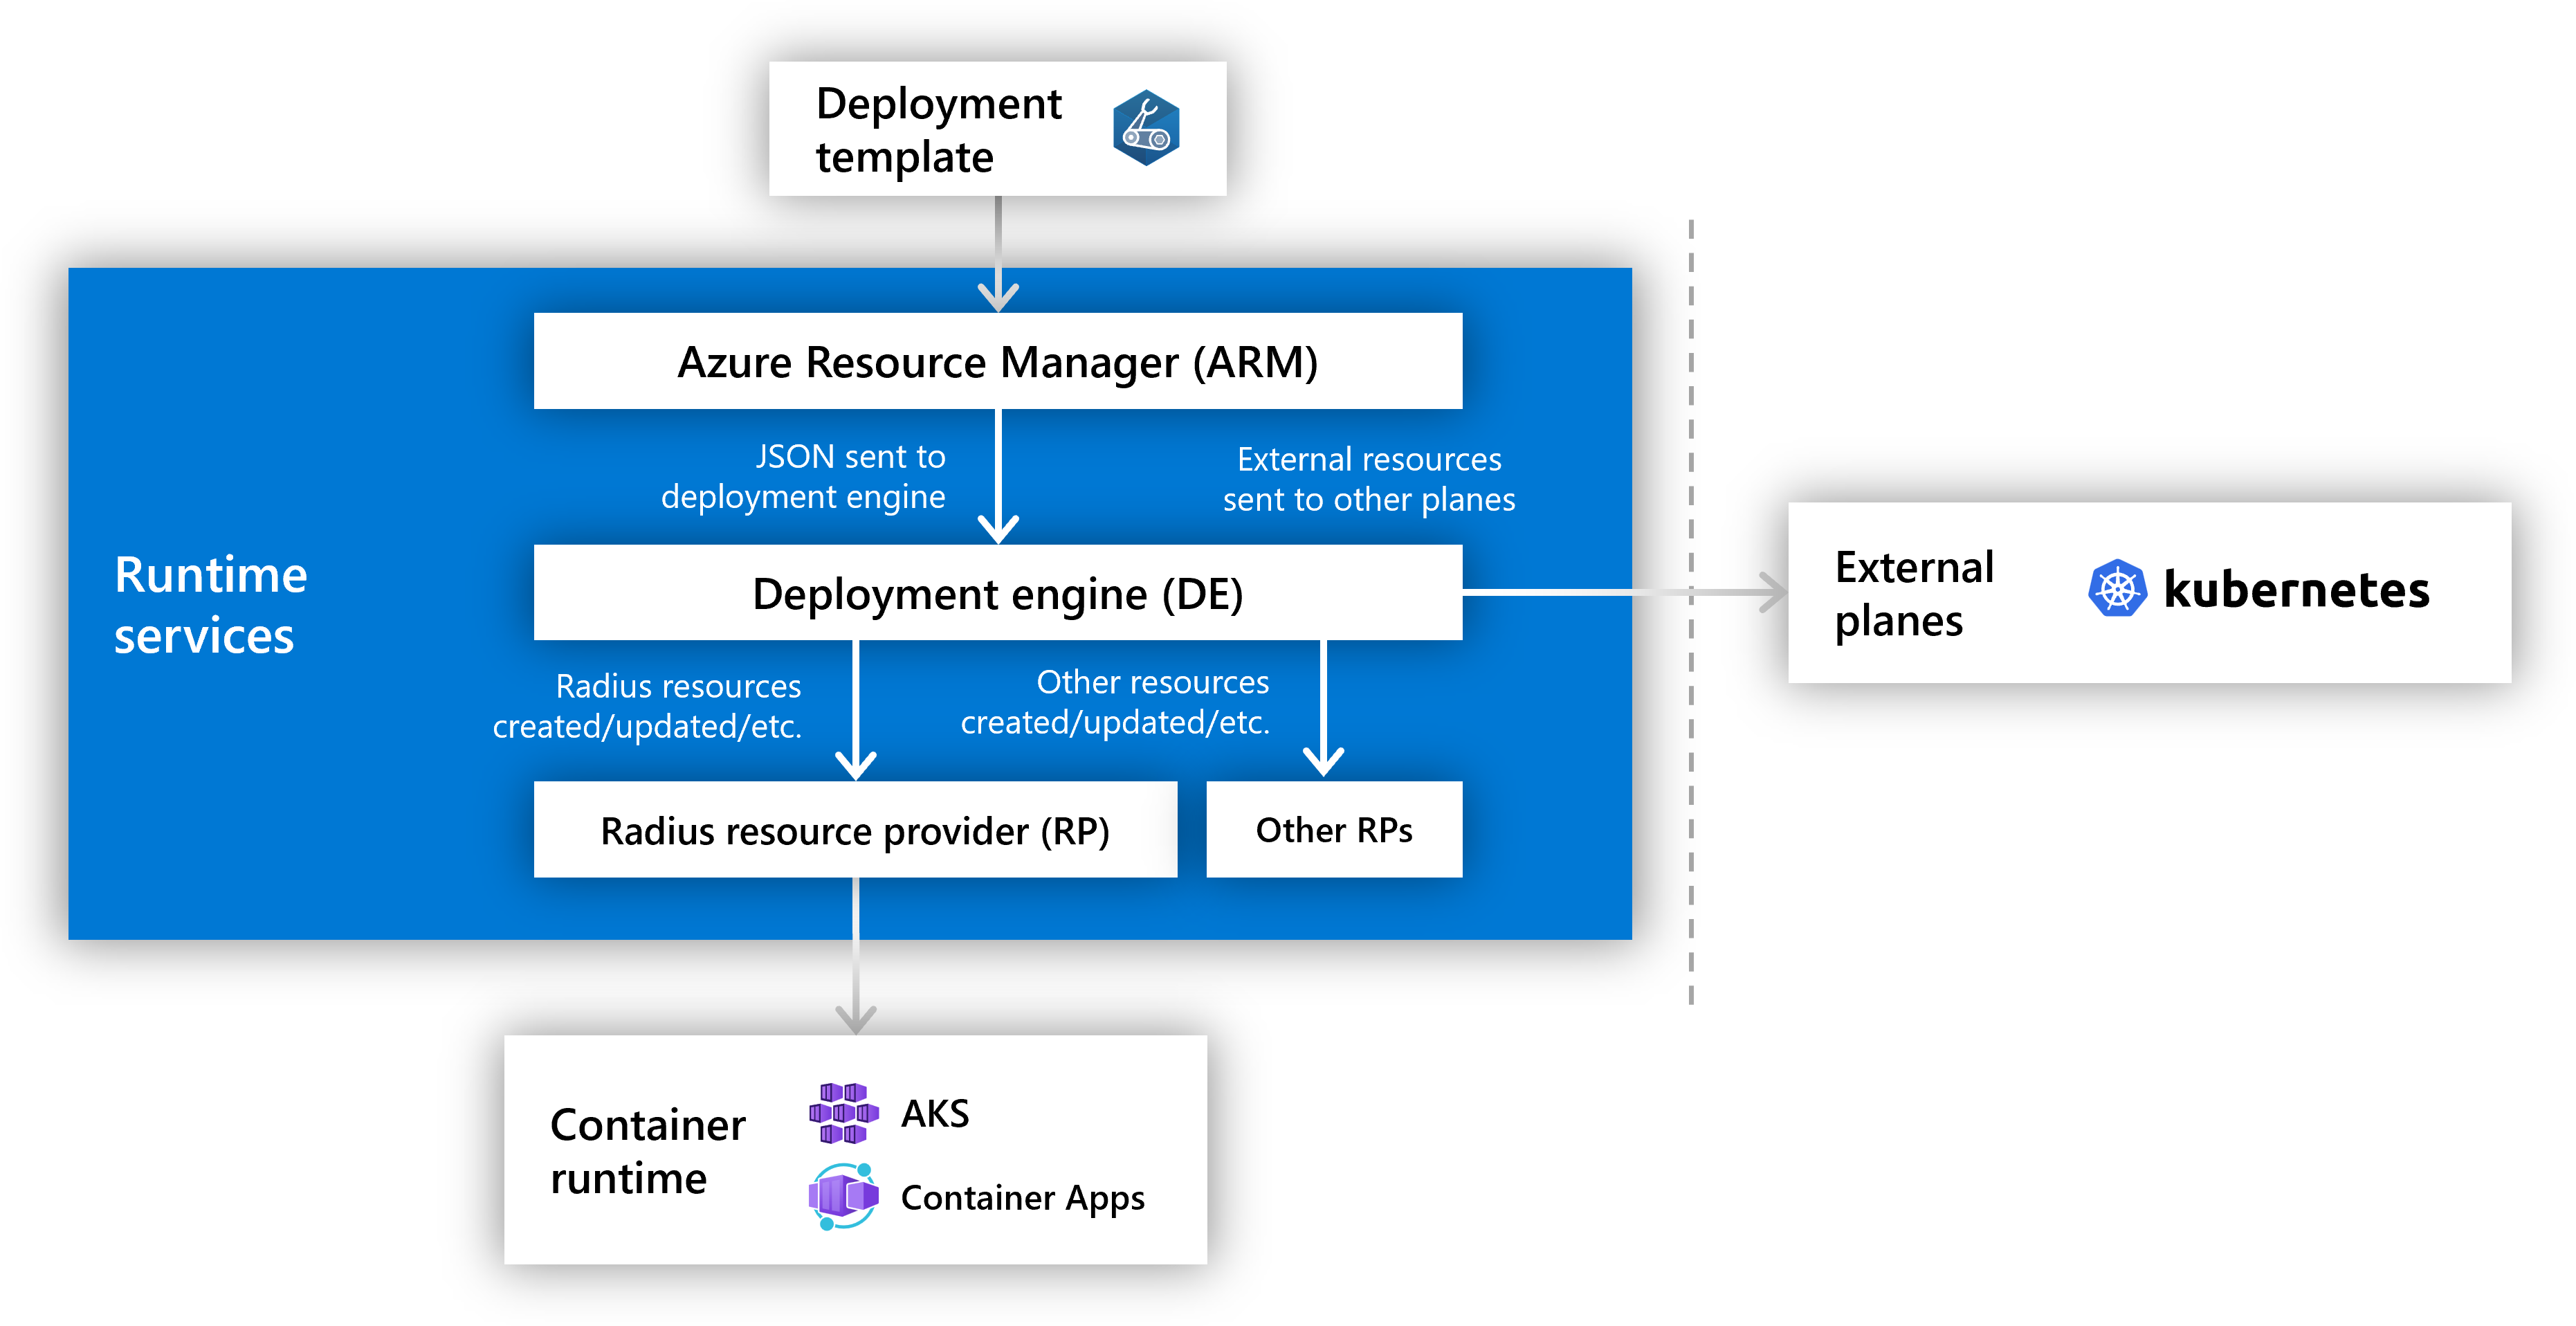 Deployment
template
Azure Resource Manager (ARM)
JSON sent to
deployment engine
External resources
sent to other planes
Runtime
services
Deployment engine (DE)
External
planes
kubernetes
Radius resources
created/updated/etc.
Other resources
created/updated/etc.
Radius resource provider (RP)
Other RPs
Container
runtime
AKS
Container Apps